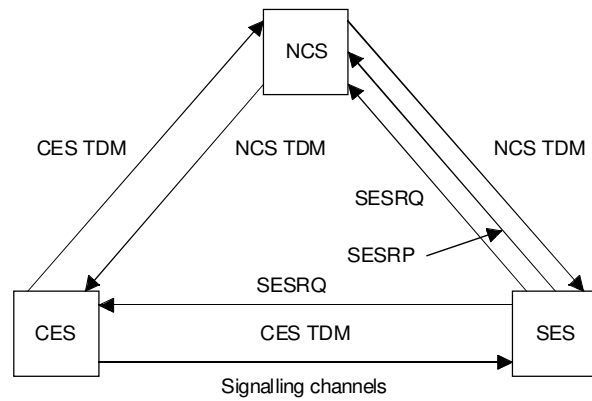 NCS
CES TDM
NCS TDM
NCS TDM
SESRQ
SESRP
SESRQ
CES
CES TDM
SES
Signalling channels